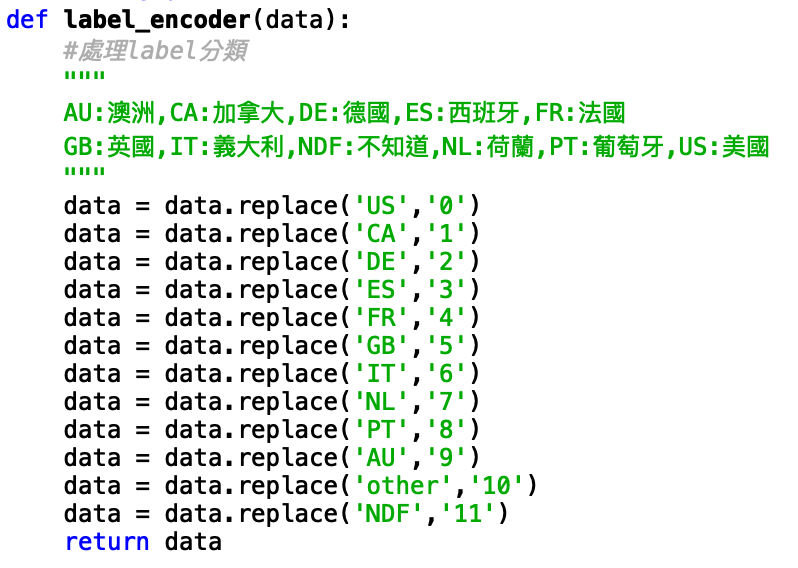 def label_encoder(data):
    #處理label分類
    """
    AU:澳洲,CA:加拿大,DE:德國,ES:西班牙,FR:法國
    GB:英國,IT:義大利,NDF:不知道,NL:荷蘭,PT:葡萄牙,US:美國
    """
    data = data.replace('US','0')
    data = data.replace('CA','1')
    data = data.replace('DE','2')
    data = data.replace('ES','3')
    data = data.replace('FR','4')
    data = data.replace('GB','5')
    data = data.replace('IT','6')
    data = data.replace('NL','7')
    data = data.replace('PT','8')
    data = data.replace('AU','9')
    data = data.replace('other','10')
    data = data.replace('NDF','11')
    return data